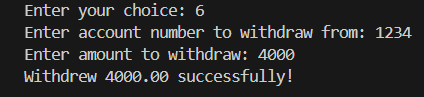 Enter your choice: 6
Enter account number to withdraw from: 1234
Enter amount to withdraw: 4000
Withdrew 4000.00 successfully!